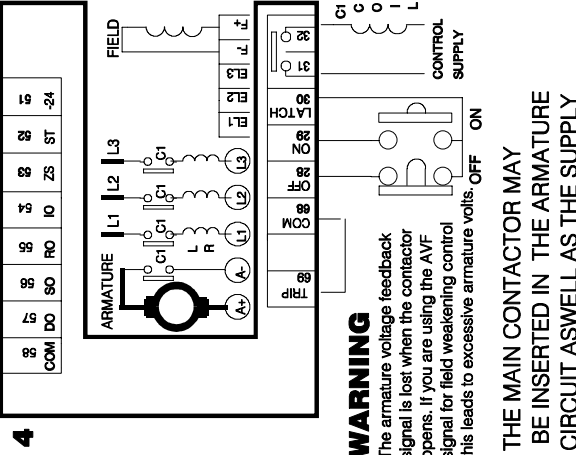 4
58 57 56 55 54 53 52 51
COM DO SO RO IO ZS ST -24
ARMATURE L1 L2 L3 FIELD
C1 C1 C1 C1
L
R
A+ A- L1 L2 L3 EL1 EL2 EL3 F- F+
TRIP COM OFF ON LATCH
69 68 28 29 30 31 32
C1
C
O
I
L
CONTROL
SUPPLY
OFF ON
WARNING
The armature voltage feedback
signal is lost when the contactor
opens. If you are using the AVF
signal for field weakening control
this leads to excessive armature volts.
THE MAIN CONTACTOR MAY
BE INSERTED IN THE ARMATURE
CIRCUIT ASWELL AS THE SUPPLY